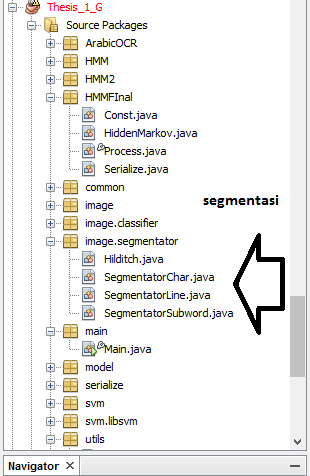 Thesis_1_G
Source Packages
ArabicOCR
HMM
HMM2
HMMFInal
Const.java
HiddenMarkov.java
Process.java
Serialize.java
common
image
segmentasi
image.classifier
image.segmentator
Hilditch.java
SegmentatorChar.java
SegmentatorLine.java
SegmentatorSubword.java
main
Main.java
model
serialize
svm
svm.libsvm
utils
Navigator